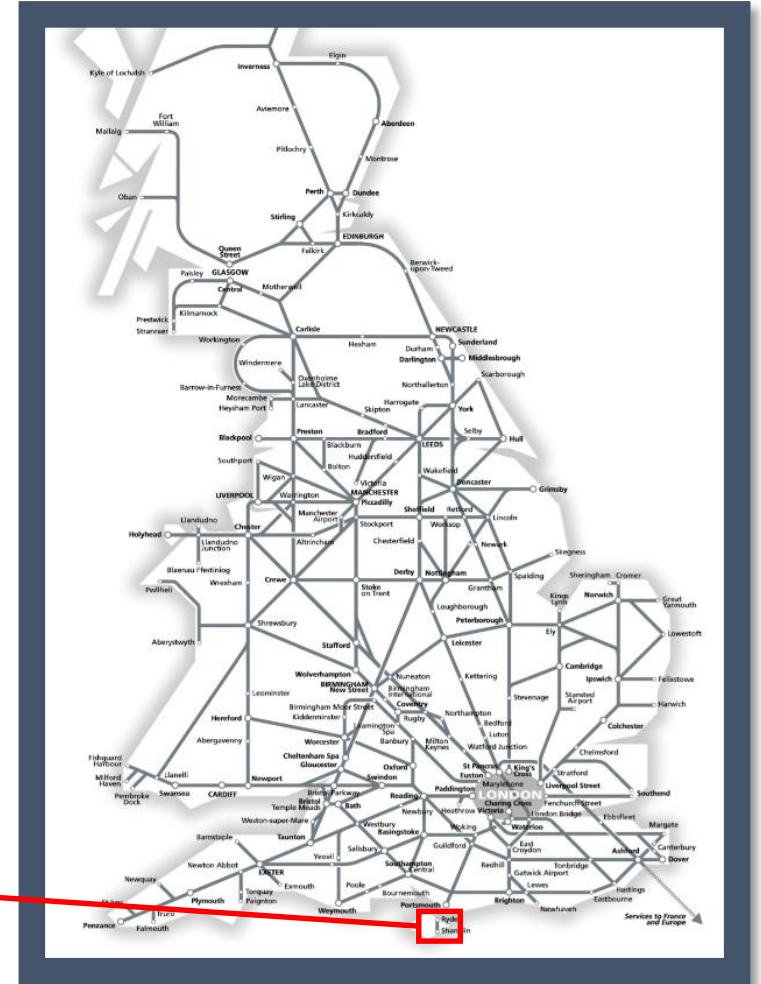 Elgin
Inverness
Kyle of Lochalsh
Aviemore
Fort
William
Aberdeen
Mallaig
Pitlochry
Montrose
Perth
Dundee
Oban
Kirkcaldy
Stirling
EDINBURGH
Queen
Street
Falkirk
Berwick-
upon-Tweed
Paisley
GLASGOW
Central
Motherwell
Kilmarnock
Prestwick
Stranraer
Carlisle
NEWCASTLE
Workington
Hexham
Sunderland
Durham
Darlington
Middlesbrough
Windermere
Scarborough
Oxenholme
Lake District
Barrow-in-Furness
Northallerton
Morecambe
Heysham Port
Lancaster
Harrogate
York
Skipton
Blackpool
Preston
Bradford
Selby
Blackburn
LEEDS
Hull
Huddersfield
Southport
Bolton
Wakefield
Wigan
Victoria
Doncaster
MANCHESTER
Grimsby
LIVERPOOL
Warrington
Piccadilly
Manchester
Airport
Sheffield
Retford
Llandudno
Stockport
Worksop
Lincoln
Holyhead
Chester
Llandudno
Junction
Altrincham
Chesterfield
Newark
Skegness
Blaenau Ffestiniog
Derby
Nottingham
Spalding
Sheringham
Cromer
Pwllheli
Wrexham
Crewe
Stoke
on Trent
Grantham
Kings
Lynn
Norwich
Great
Yarmouth
Loughborough
Shrewsbury
Peterborough
Aberystwyth
Ely
Lowestoft
Stafford
Leicester
Cambridge
Wolverhampton
BIRMINGHAM
New Street
Nuneaton
Kettering
Ipswich
Felixstowe
Birmingham
International
Leominster
Stevenage
Stansted
Airport
Birmingham Moor Street
Coventry
Harwich
Hereford
Kidderminster
Rugby
Northampton
Leamington
Spa
Bedford
Colchester
Abergavenny
Worcester
Banbury
Milton
Keynes
Luton
Watford Junction
Chelmsford
Cheltenham Spa
Gloucester
Oxford
St Pancras
King's
Cross
Fishguard
Harbour
Euston
Stratford
Milford
Haven
Llanelli
Newport
Swindon
Marylebone
Liverpool Street
Pembroke
Dock
Swansea
CARDIFF
Bristol Parkway
Reading
Paddington
LONDON
Southend
Bristol
Temple Meads
Bath
Newbury
Heathrow
Victoria
Charing Cross
Fenchurch Street
Weston-super-Mare
London Bridge
Ebbsfleet
Westbury
Basingstoke
Woking
Waterloo
Margate
Barnstaple
Taunton
Salisbury
Guildford
East
Croydon
Canterbury
Yeovil
Ashford
Newton Abbot
EXETER
Southampton
Central
Redhill
Tonbridge
Dover
Newquay
Exmouth
Poole
Gatwick Airport
Torquay
Paignton
Bournemouth
Lewes
Hastings
Plymouth
Weymouth
Portsmouth
Brighton
Eastbourne
Newhaven
Truro
Ryde
Penzance
Falmouth
Shanklin
Services to France
and Europe